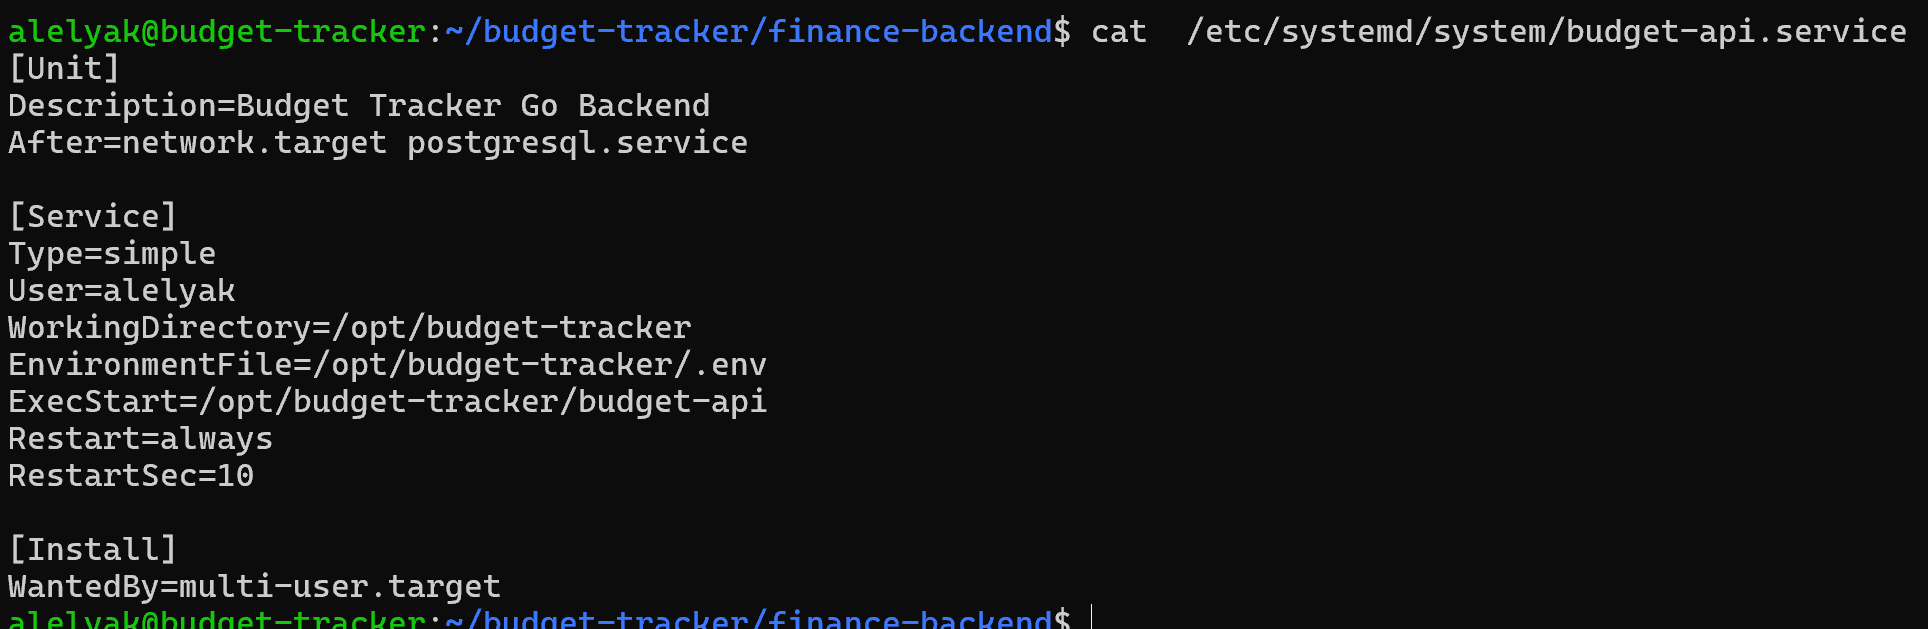 alelyak@budget-tracker:~/budget-tracker/finance-backend$ cat  /etc/systemd/system/budget-api.service
[Unit]
Description=Budget Tracker Go Backend
After=network.target postgresql.service

[Service]
Type=simple
User=alelyak
WorkingDirectory=/opt/budget-tracker
EnvironmentFile=/opt/budget-tracker/.env
ExecStart=/opt/budget-tracker/budget-api
Restart=always
RestartSec=10

[Install]
WantedBy=multi-user.target
alelyak@budget-tracker:~/budget-tracker/finance-backend$